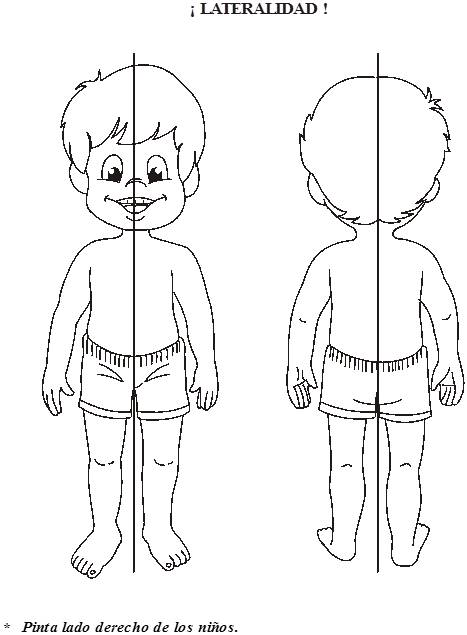 ¡ LATERALIDAD !
* Pinta lado derecho de los niños.